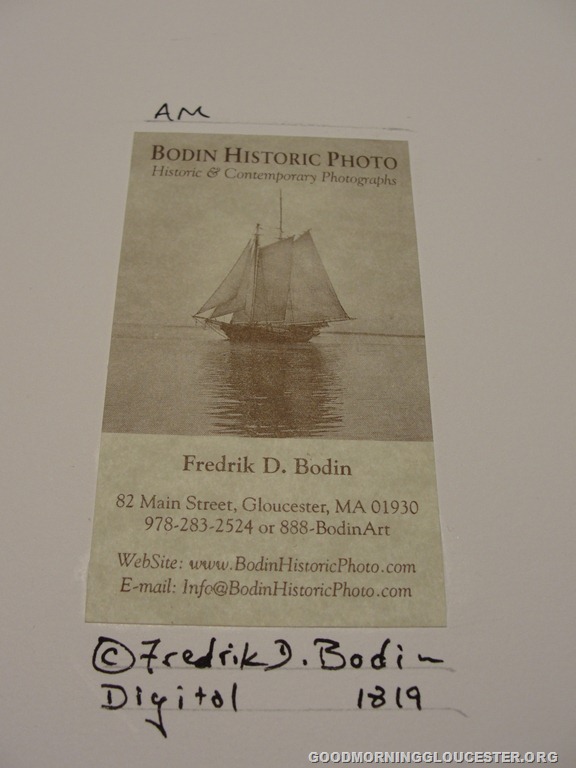 AM
BODIN HISTORIC PHOTO
Historic & Contemporary Photographs
Fredrik D. Bodin
82 Main Street, Gloucester, MA 01930
978-283-2524 or 888-BodinArt
WebSite: www.BodinHistoricPhoto.com
E-mail: Info@BodinHistoricPhoto.com
©Fredrik D. Bodin
Digital 1819
GOODMORNINGGLOUCESTER.ORG